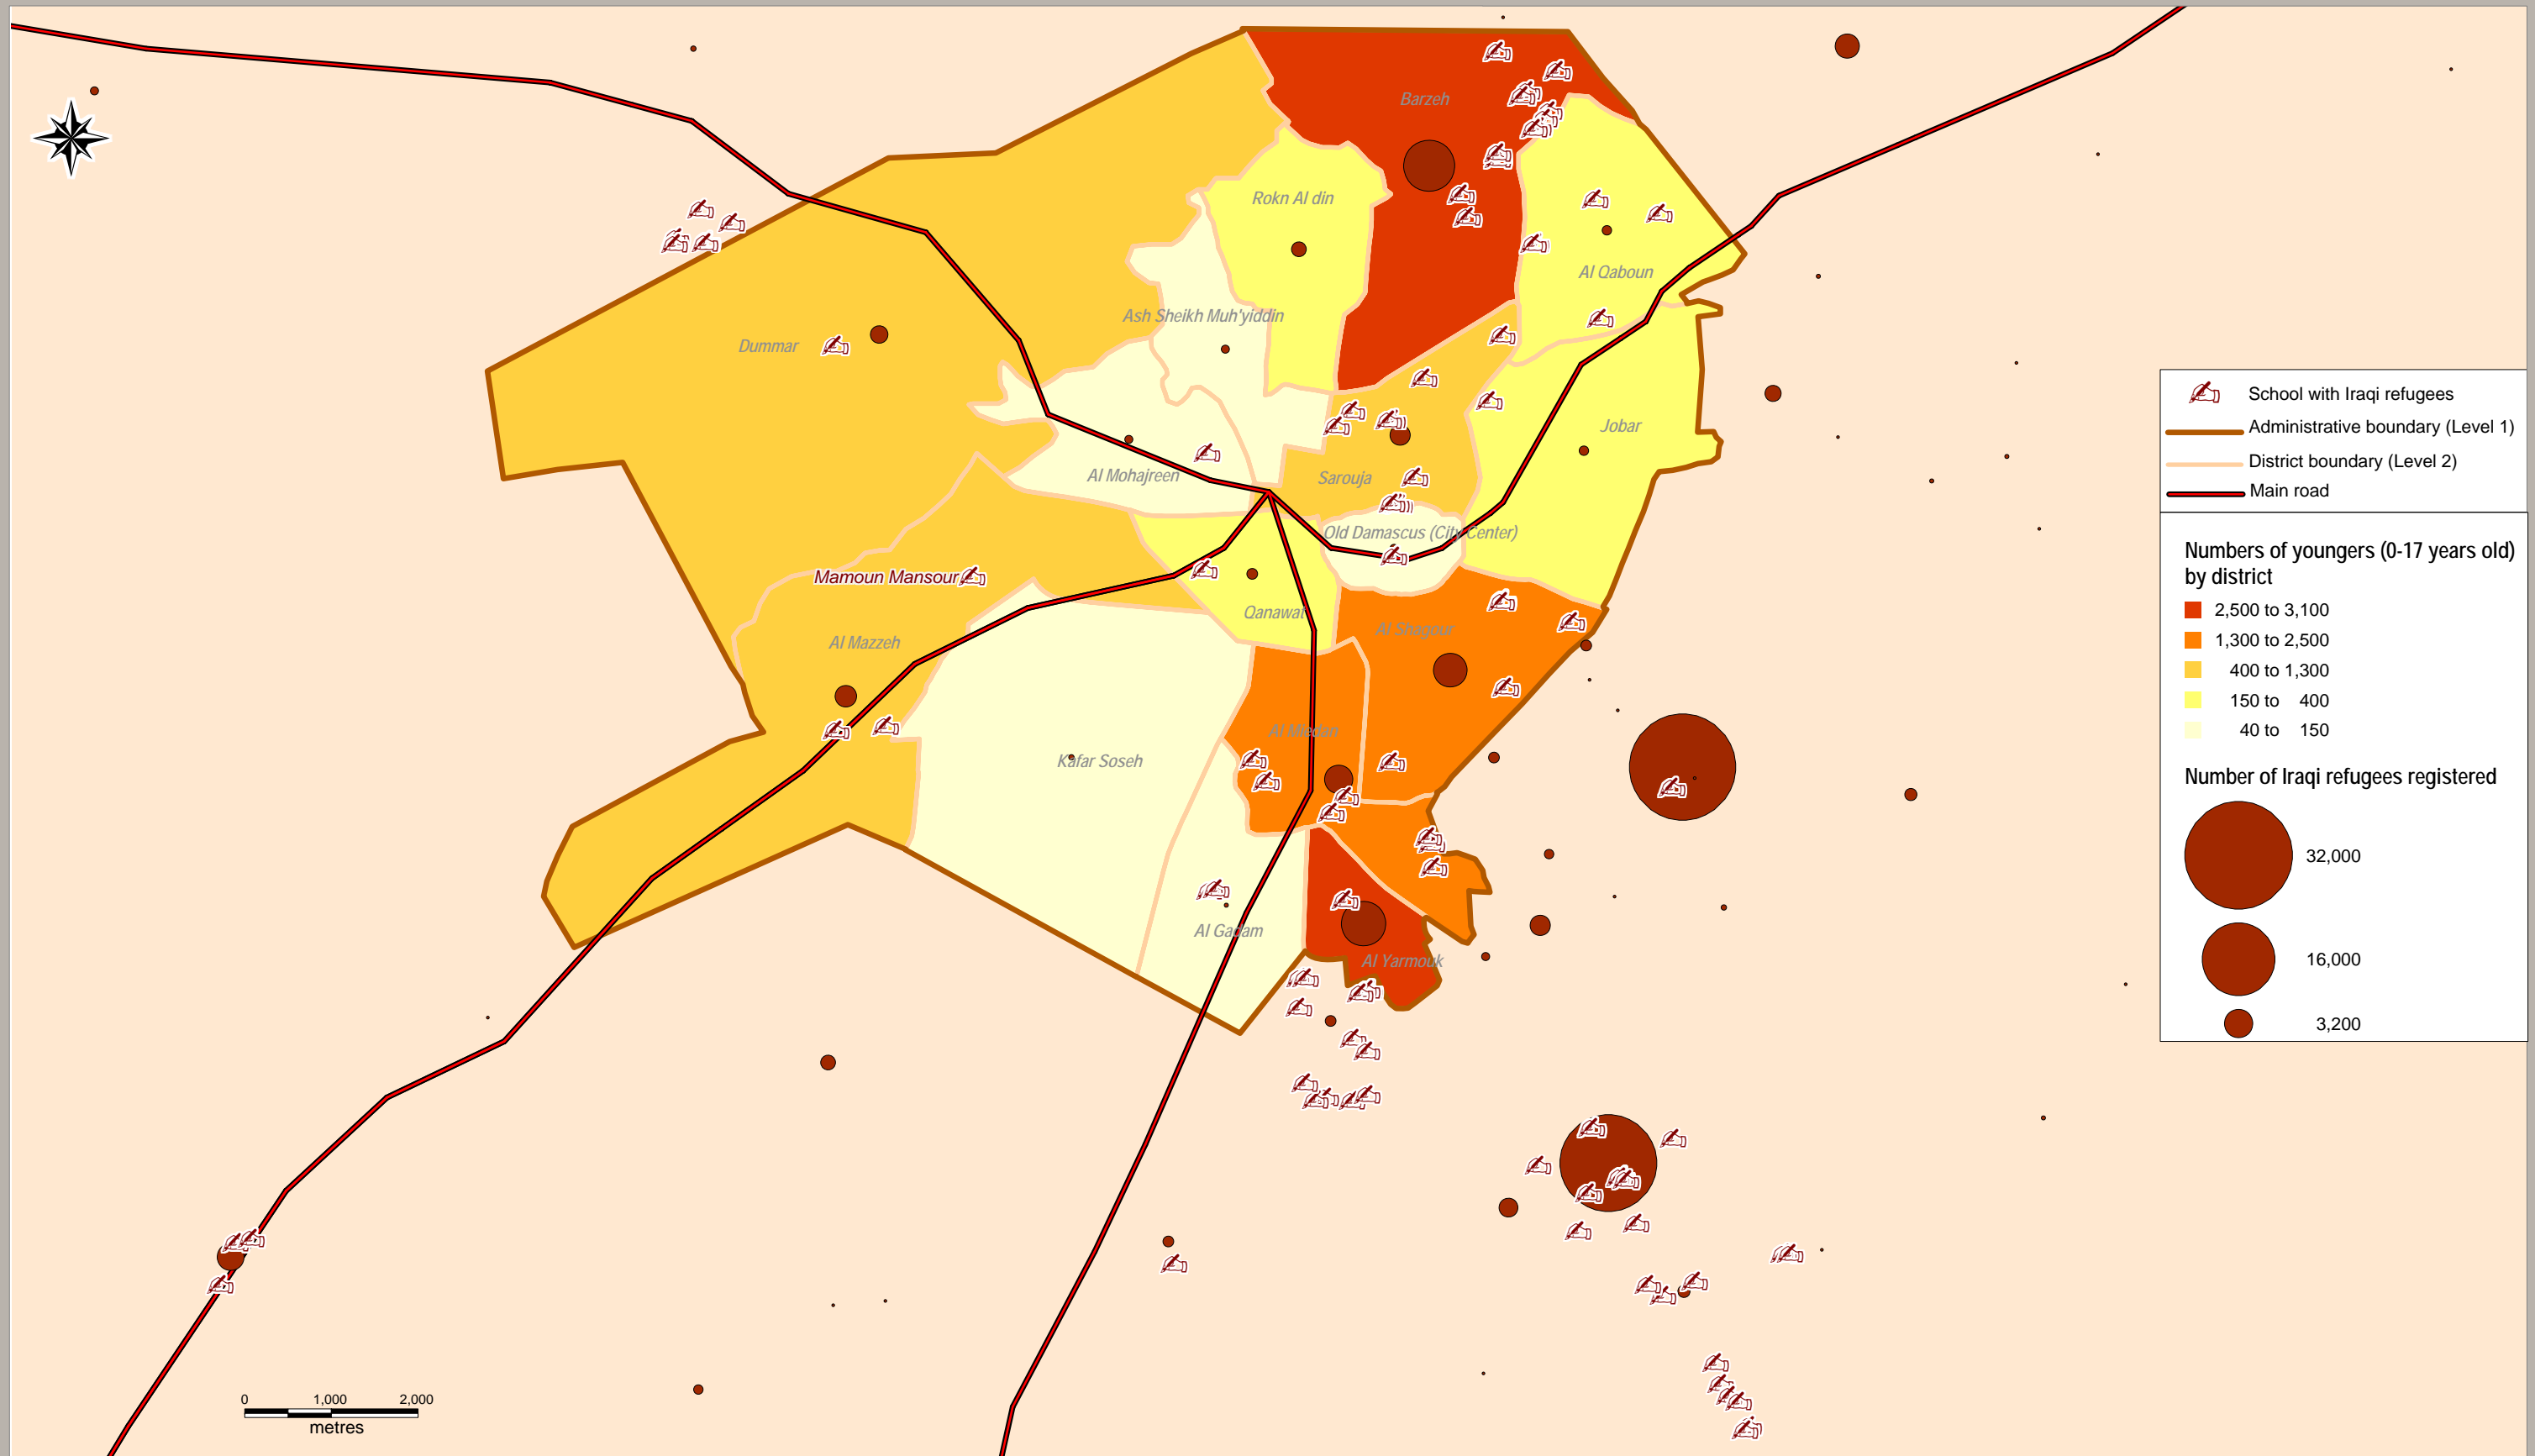 Barzeh
Rokn Al din
Al Qaboun
Ash Sheikh Muh'yiddin
Dummar
Jobar
Al Mohajreen
Sarouja
Old Damascus (City Center)
Mamoun Mansour
Qanawat
Al Shagour
Al Mazzeh
Al Miedan
Kafar Soseh
Al Gadam
Al Yarmouk
School with Iraqi refugees
Administrative boundary (Level 1)
District boundary (Level 2)
Main road
Numbers of youngers (0-17 years old)
by district
2,500 to 3,100
1,300 to 2,500
400 to 1,300
150 to 400
40 to 150
Number of Iraqi refugees registered
32,000
16,000
3,200
0 1,000 2,000
metres